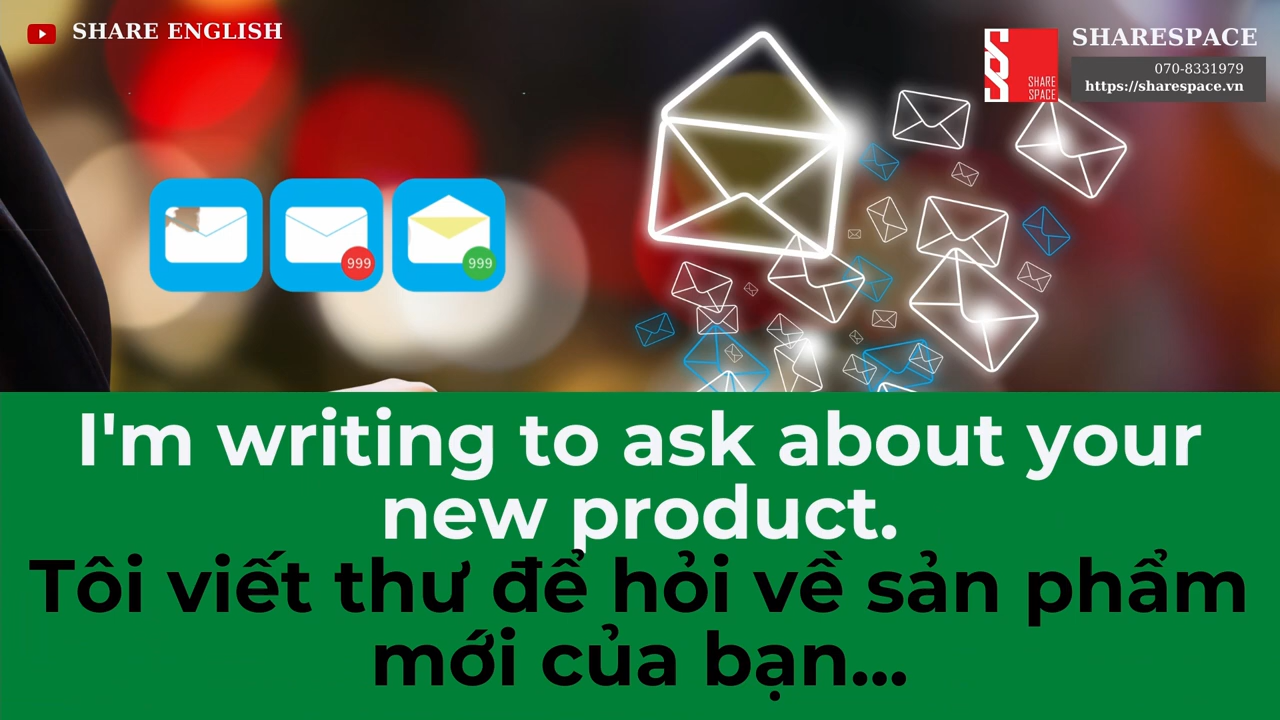 SHARE ENGLISH
SHARESPACE
SHARE
SPACE
070-8331979
https://sharespace.vn
999
999
I'm writing to ask about your
new product.
Tôi viết thư để hỏi về sản phẩm
mới của bạn...